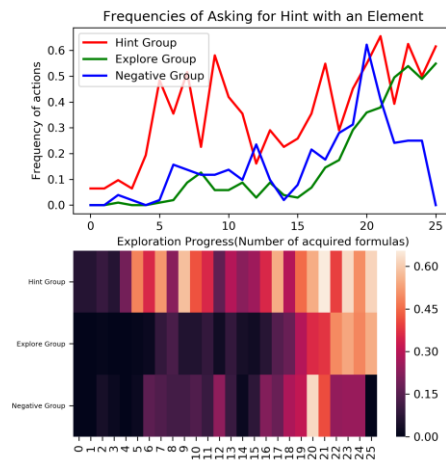 Frequencies of Asking for Hint with an Element
Hint Group
Explore Group
Negative Group
Frequency of actions
0.6
0.5
0.4
0.3
0.2
0.1
0.0
0 5 10 15 20 25
Exploration Progress(Number of acquired formulas)
Hint Group
Explore Group
Negative Group
0.60
0.45
0.30
0.15
0.00
0 1 2 3 4 5 6 7 8 9 10 11 12 13 14 15 16 17 18 19 20 21 22 23 24 25